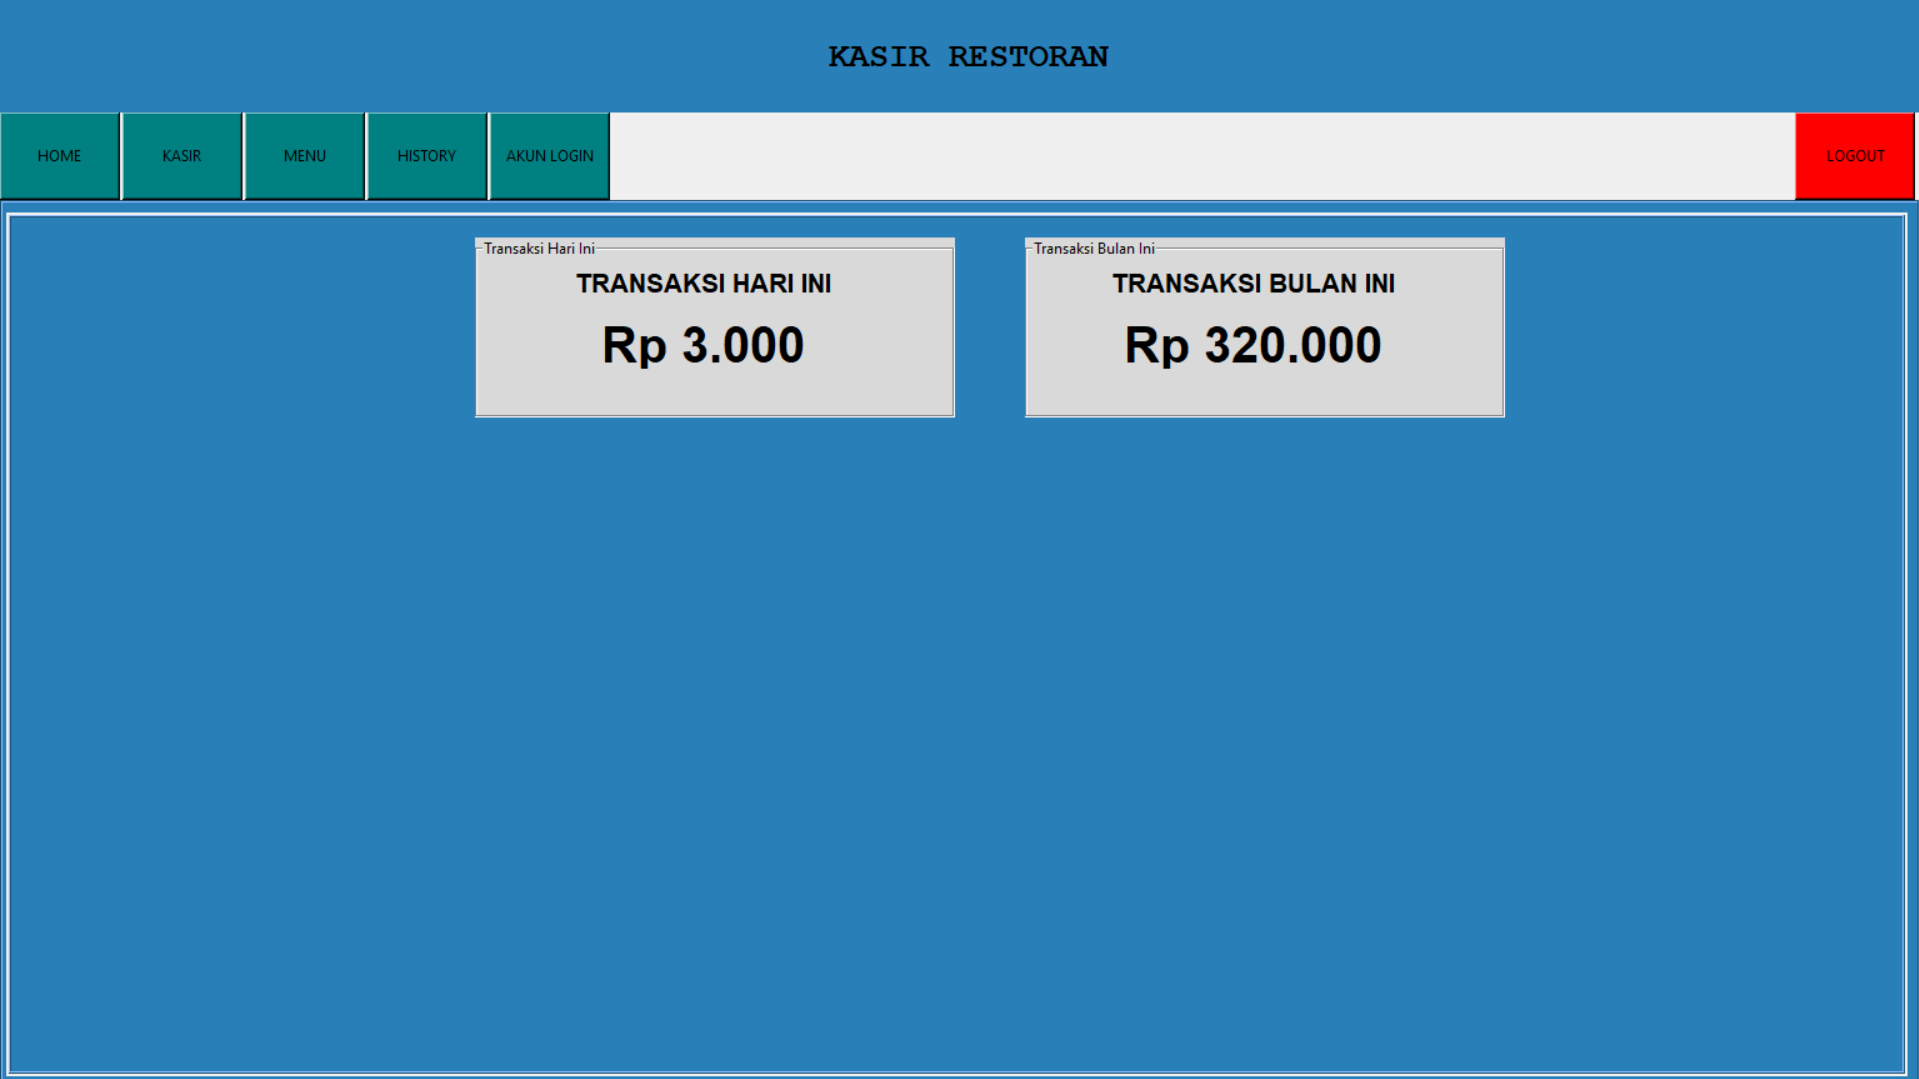 KASIR RESTORAN
HOME
KASIR
MENU
HISTORY
AKUN LOGIN
LOGOUT
Transaksi Hari Ini
TRANSAKSI HARI INI
Rp 3.000
Transaksi Bulan Ini
TRANSAKSI BULAN INI
Rp 320.000